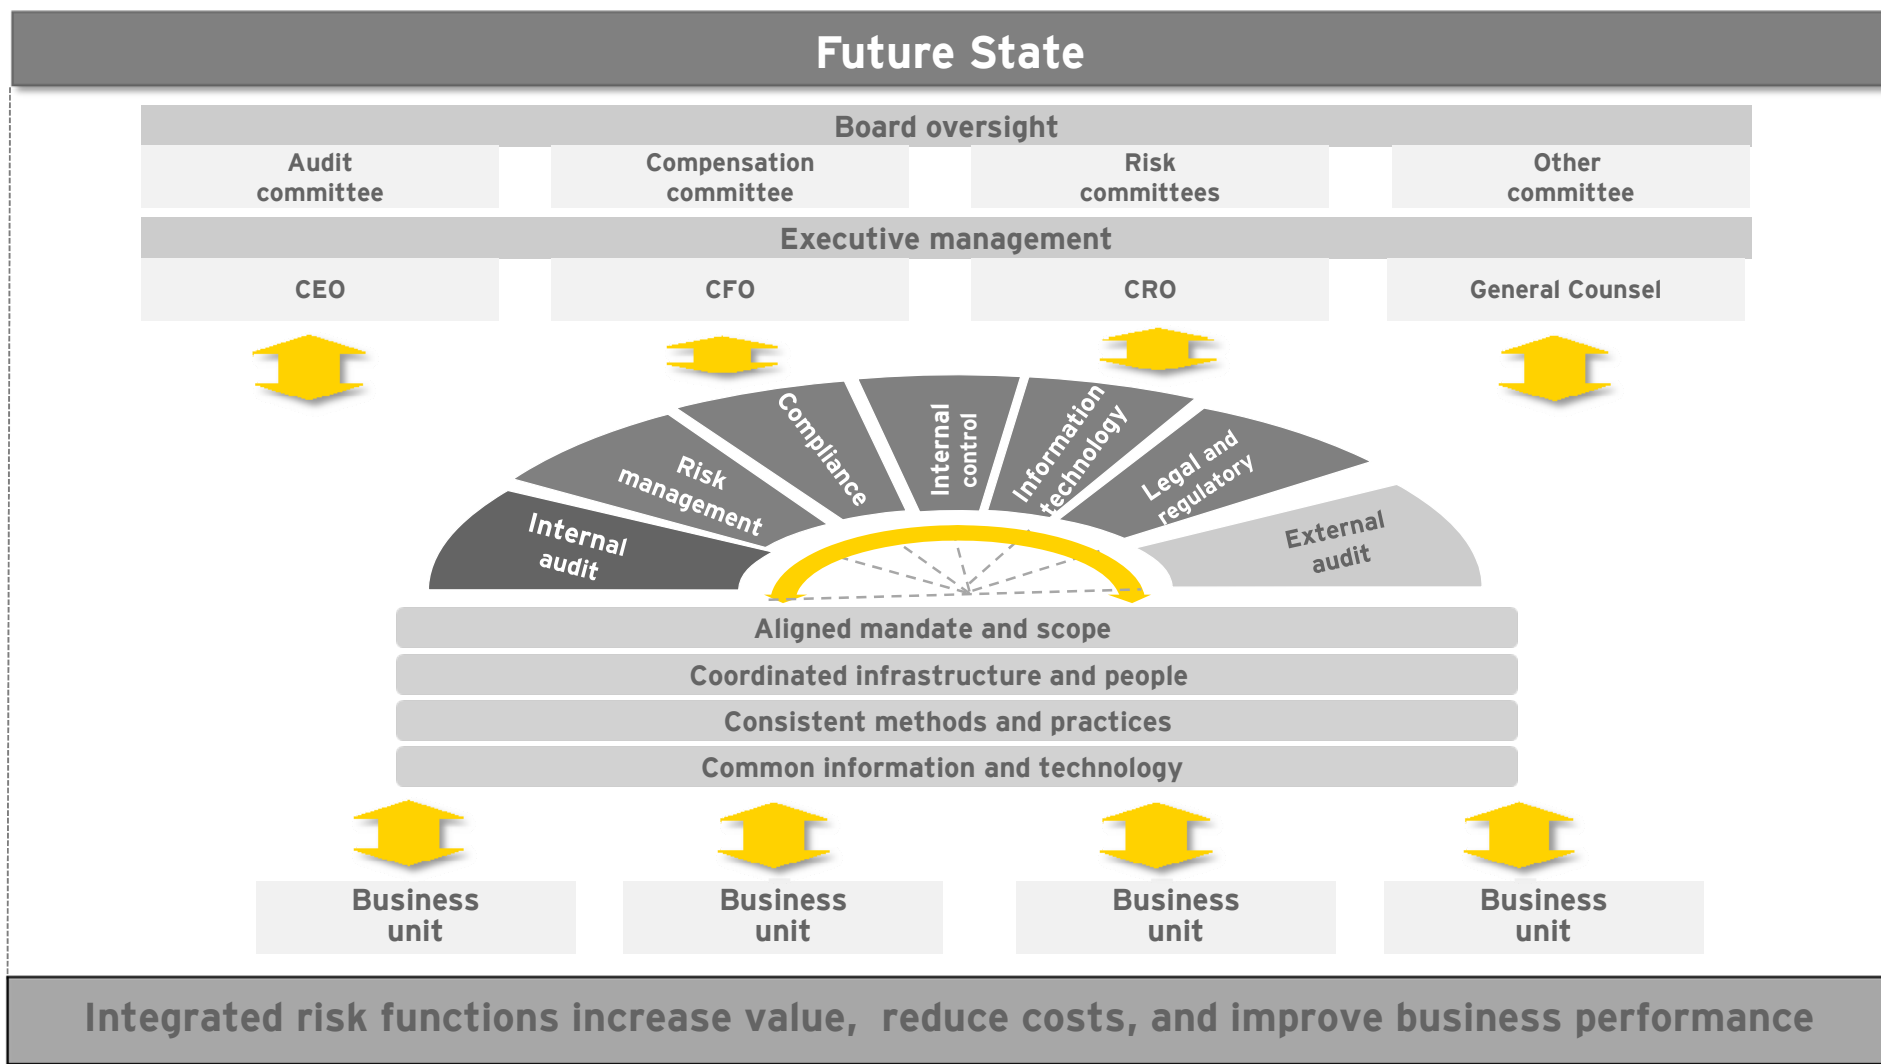 Future State
Board oversight
Audit
committee
Compensation
committee
Risk
committees
Other
committee
Executive management
CEO
CFO
CRO
General Counsel
Internal
audit
Risk
management
Compliance
Internal
control
Information
technology
Legal and
regulatory
External
audit
Aligned mandate and scope
Coordinated infrastructure and people
Consistent methods and practices
Common information and technology
Business
unit
Business
unit
Business
unit
Business
unit
Integrated risk functions increase value,  reduce costs, and improve business performance